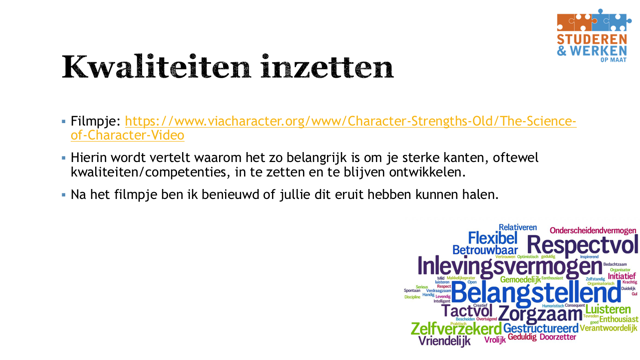 STUDEREN
& WERKEN
OP MAAT
Kwaliteiten inzetten
Filmpje: https://www.viacharacter.org/www/Character-Strengths-Old/The-Science-
of-Character-Video
Hierin wordt vertelt waarom het zo belangrijk is om je sterke kanten, oftewel
kwaliteiten/competenties, in te zetten en te blijven ontwikkelen.
Na het filmpje ben ik benieuwd of jullie dit eruit hebben kunnen halen.
Relativeren
Onderscheidendvermogen
Flexibel
Respectvol
Betrouwbaar
Inlevingsvermogen
Initiatief
Gemoedelijk
Belangstellend
Tactvol
Zorgzaam
Luisteren
Enthousiast
Zelfverzekerd
Gestructureerd
Verantwoordelijk
Vriendelijk
Vrolijk
Geduldig
Doorzetter